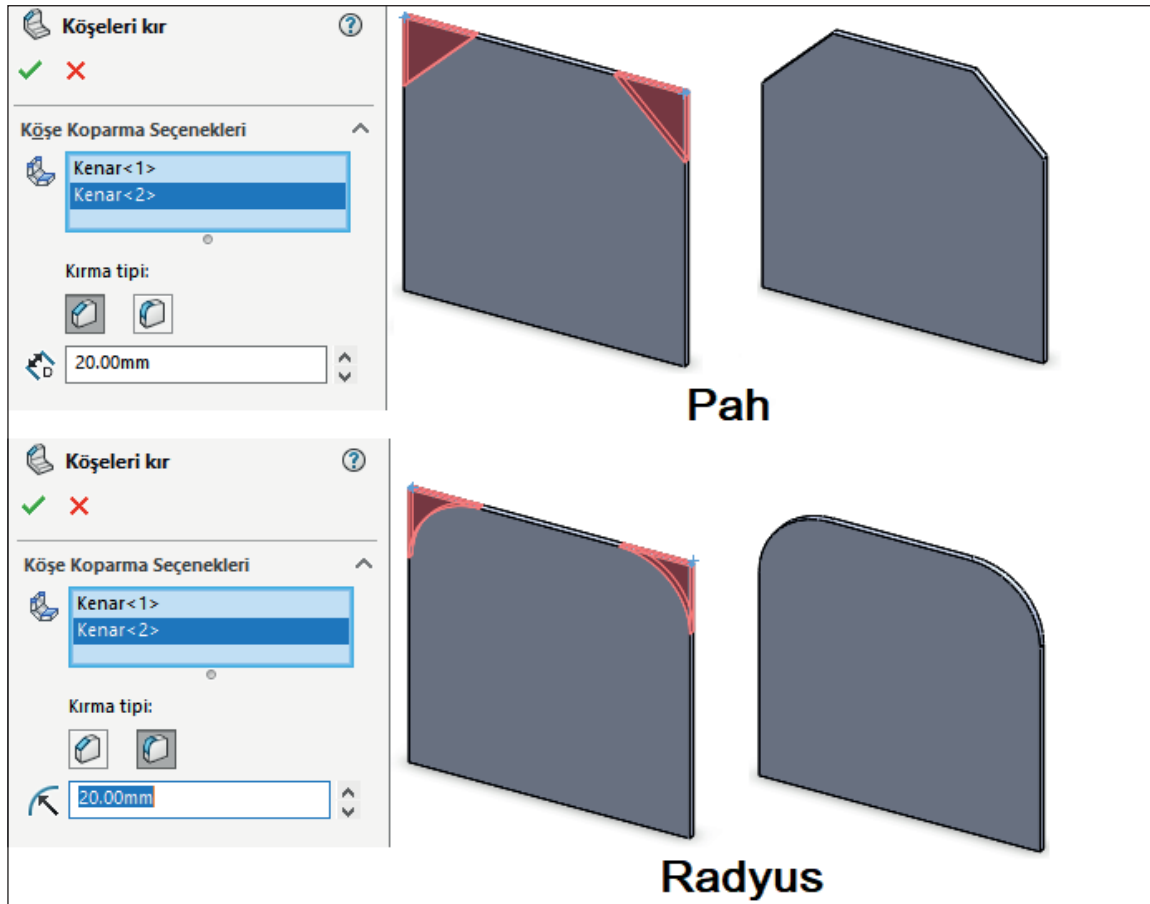 Köşeleri kır
Köşe Koparma Seçenekleri
Kenar<1>
Kenar<2>
Kırma tipi:
D
20.00mm
Pah
Köşeleri kır
Köşe Koparma Seçenekleri
Kenar<1>
Kenar<2>
Kırma tipi:
20.00mm
Radyus